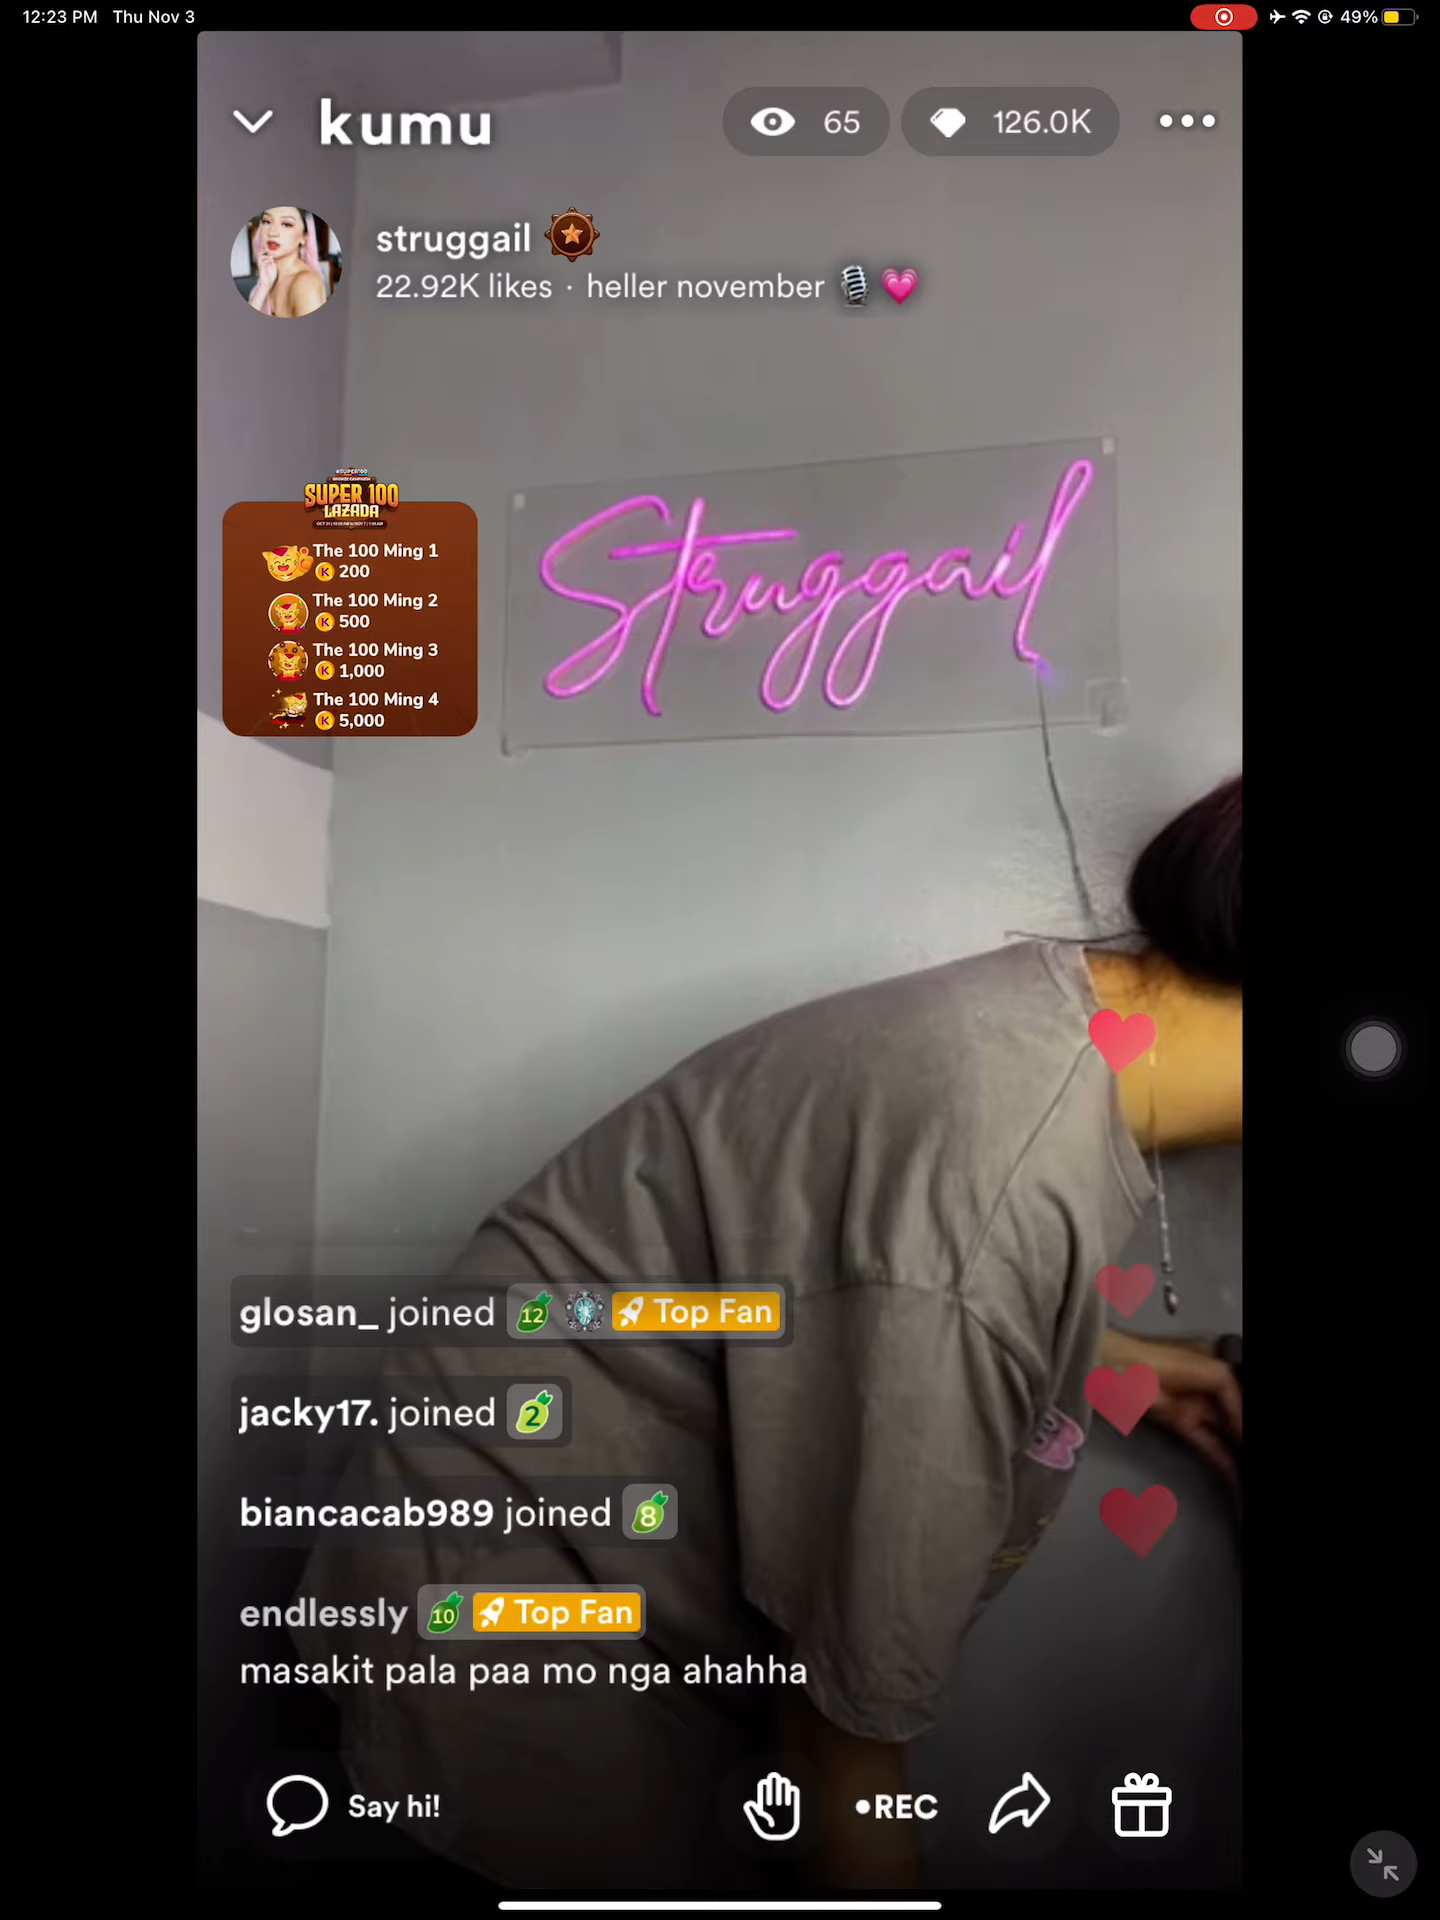 12:23 PM Thu Nov 3
49%
kumu
65
126.0K
struggail
22.92K likes · heller november 🎙️💗
#SUPER100
BRONZE CAMPAIGN
SUPER 100
LAZADA
The 100 Ming 1
K 200
The 100 Ming 2
K 500
The 100 Ming 3
K 1,000
The 100 Ming 4
K 5,000
Struggail
glosan_ joined 12 Top Fan
jacky17. joined 2
biancacab989 joined 8
endlessly 10 Top Fan
masakit pala paa mo nga ahahha
Say hi!
•REC